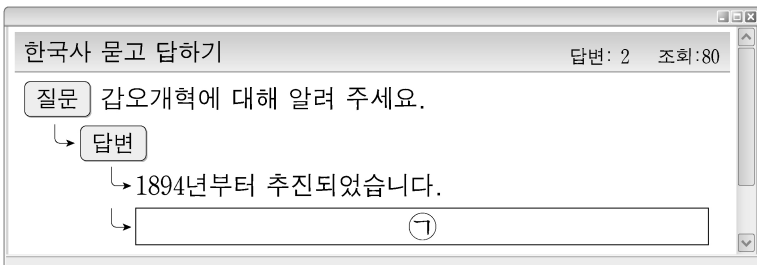 한국사 묻고 답하기 답변: 2 조회:80
질문 갑오개혁에 대해 알려 주세요.
답변
1894년부터 추진되었습니다.
㉠